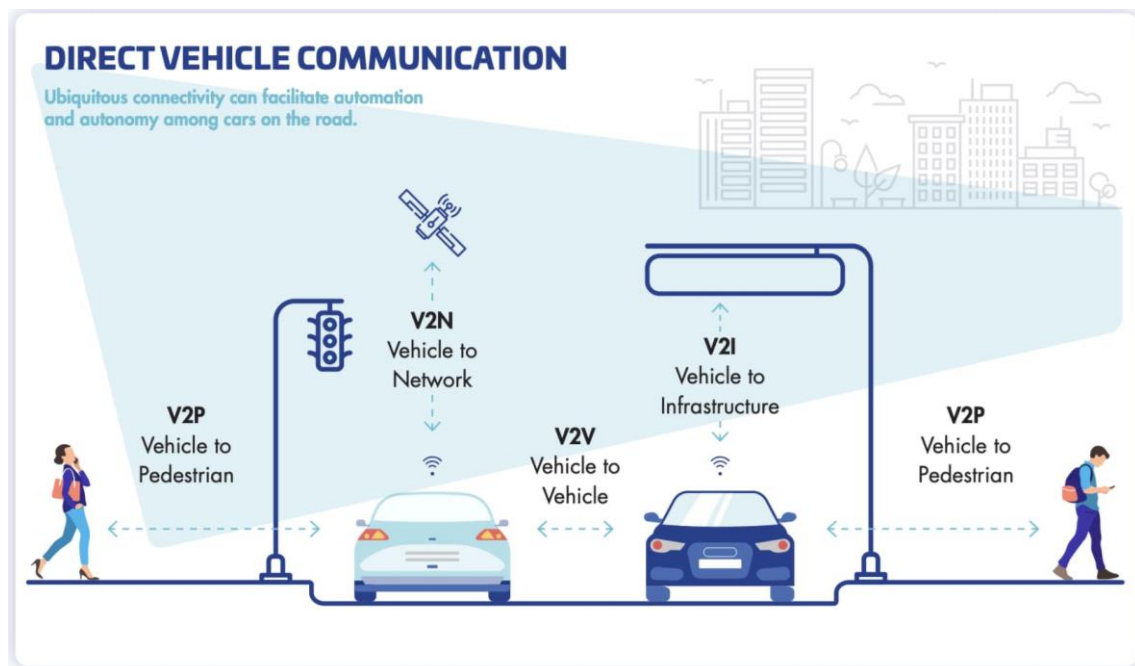 DIRECT VEHICLE COMMUNICATION
Ubiquitous connectivity can facilitate automation
and autonomy among cars on the road.
V2N
Vehicle to
Network
V2I
Vehicle to
Infrastructure
V2P
Vehicle to
Pedestrian
V2V
Vehicle to
Vehicle
V2P
Vehicle to
Pedestrian